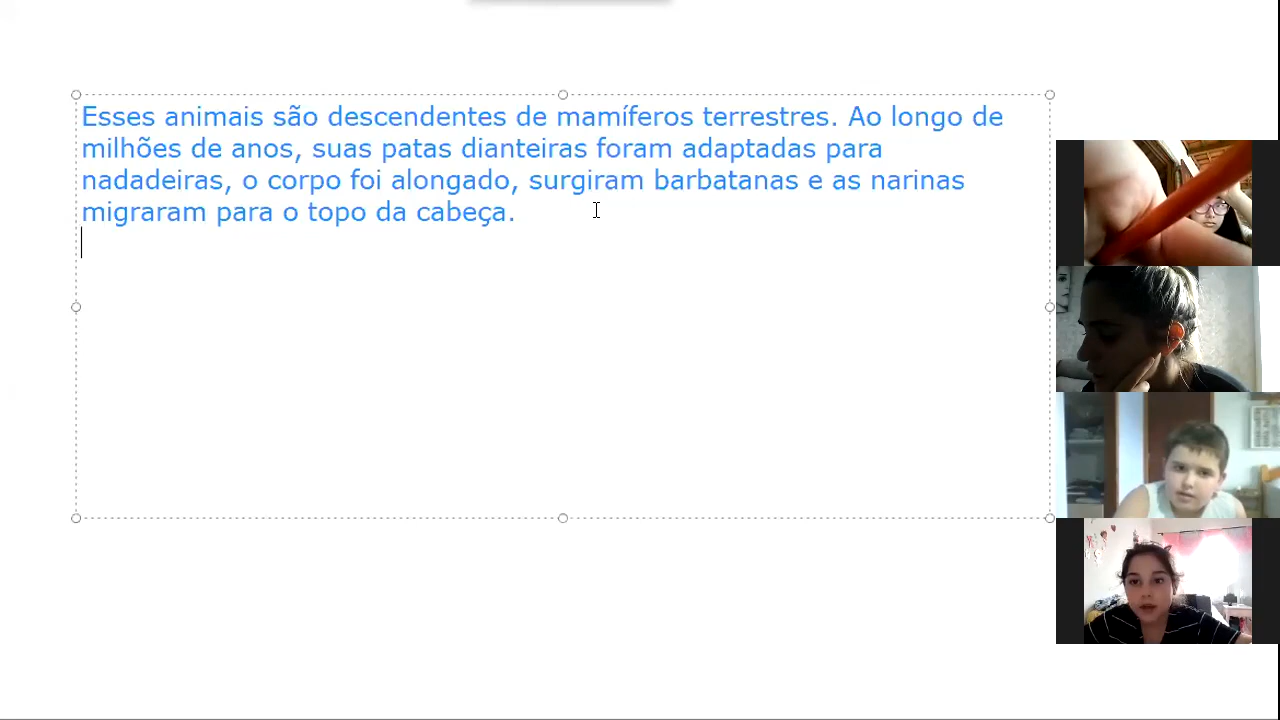 Esses animais são descendentes de mamíferos terrestres. Ao longo de
milhões de anos, suas patas dianteiras foram adaptadas para
nadadeiras, o corpo foi alongado, surgiram barbatanas e as narinas
migraram para o topo da cabeça.